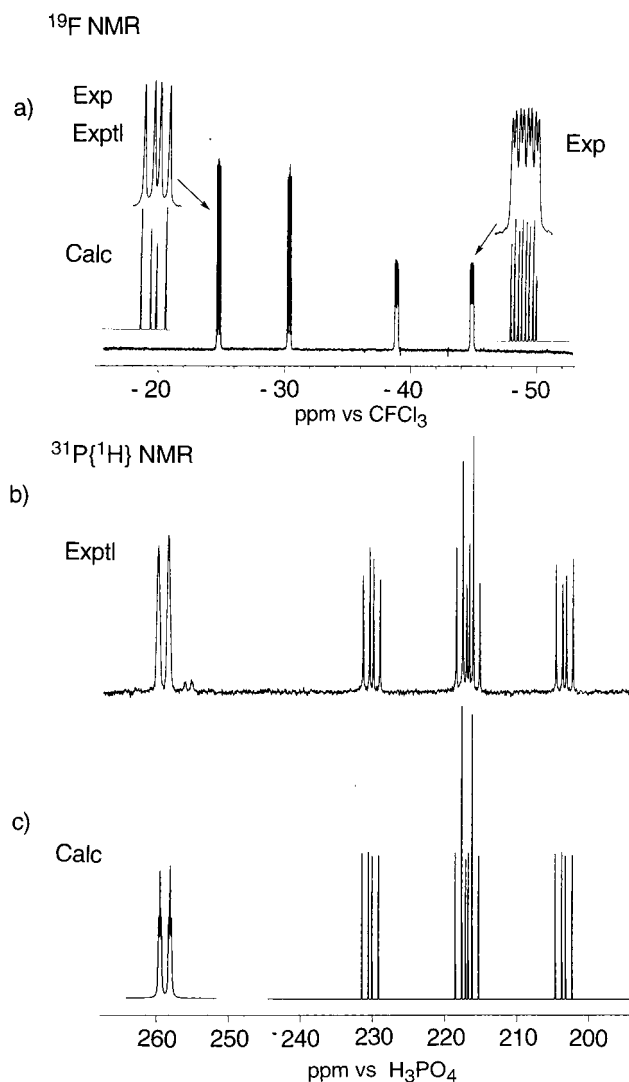 ¹⁹F NMR
a)
Exp
Exptl
Exp
Calc
- 20 - 30 - 40 - 50
ppm vs CFCl₃
³¹P{¹H} NMR
b)
Exptl
c)
Calc
260 250 240 230 220 210 200
ppm vs H₃PO₄